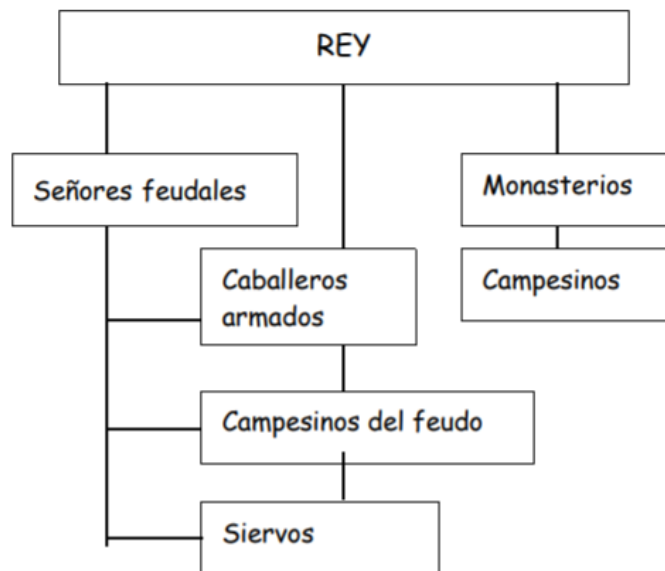 REY
Señores feudales
Monasterios
Caballeros
armados
Campesinos
Campesinos del feudo
Siervos